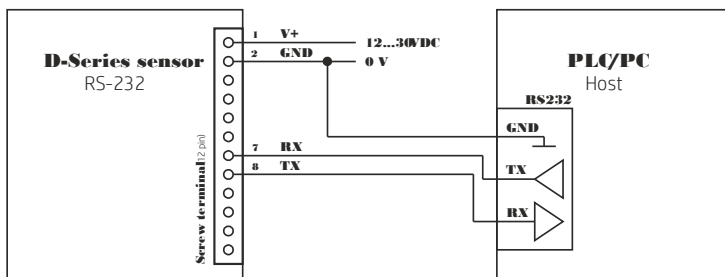 D-Series sensor
RS-232
Screw terminal (12 pin)
1 V+ 12...30VDC
2 GND 0 V
7 RX
8 TX
PLC/PC
Host
RS232
GND
TX
RX